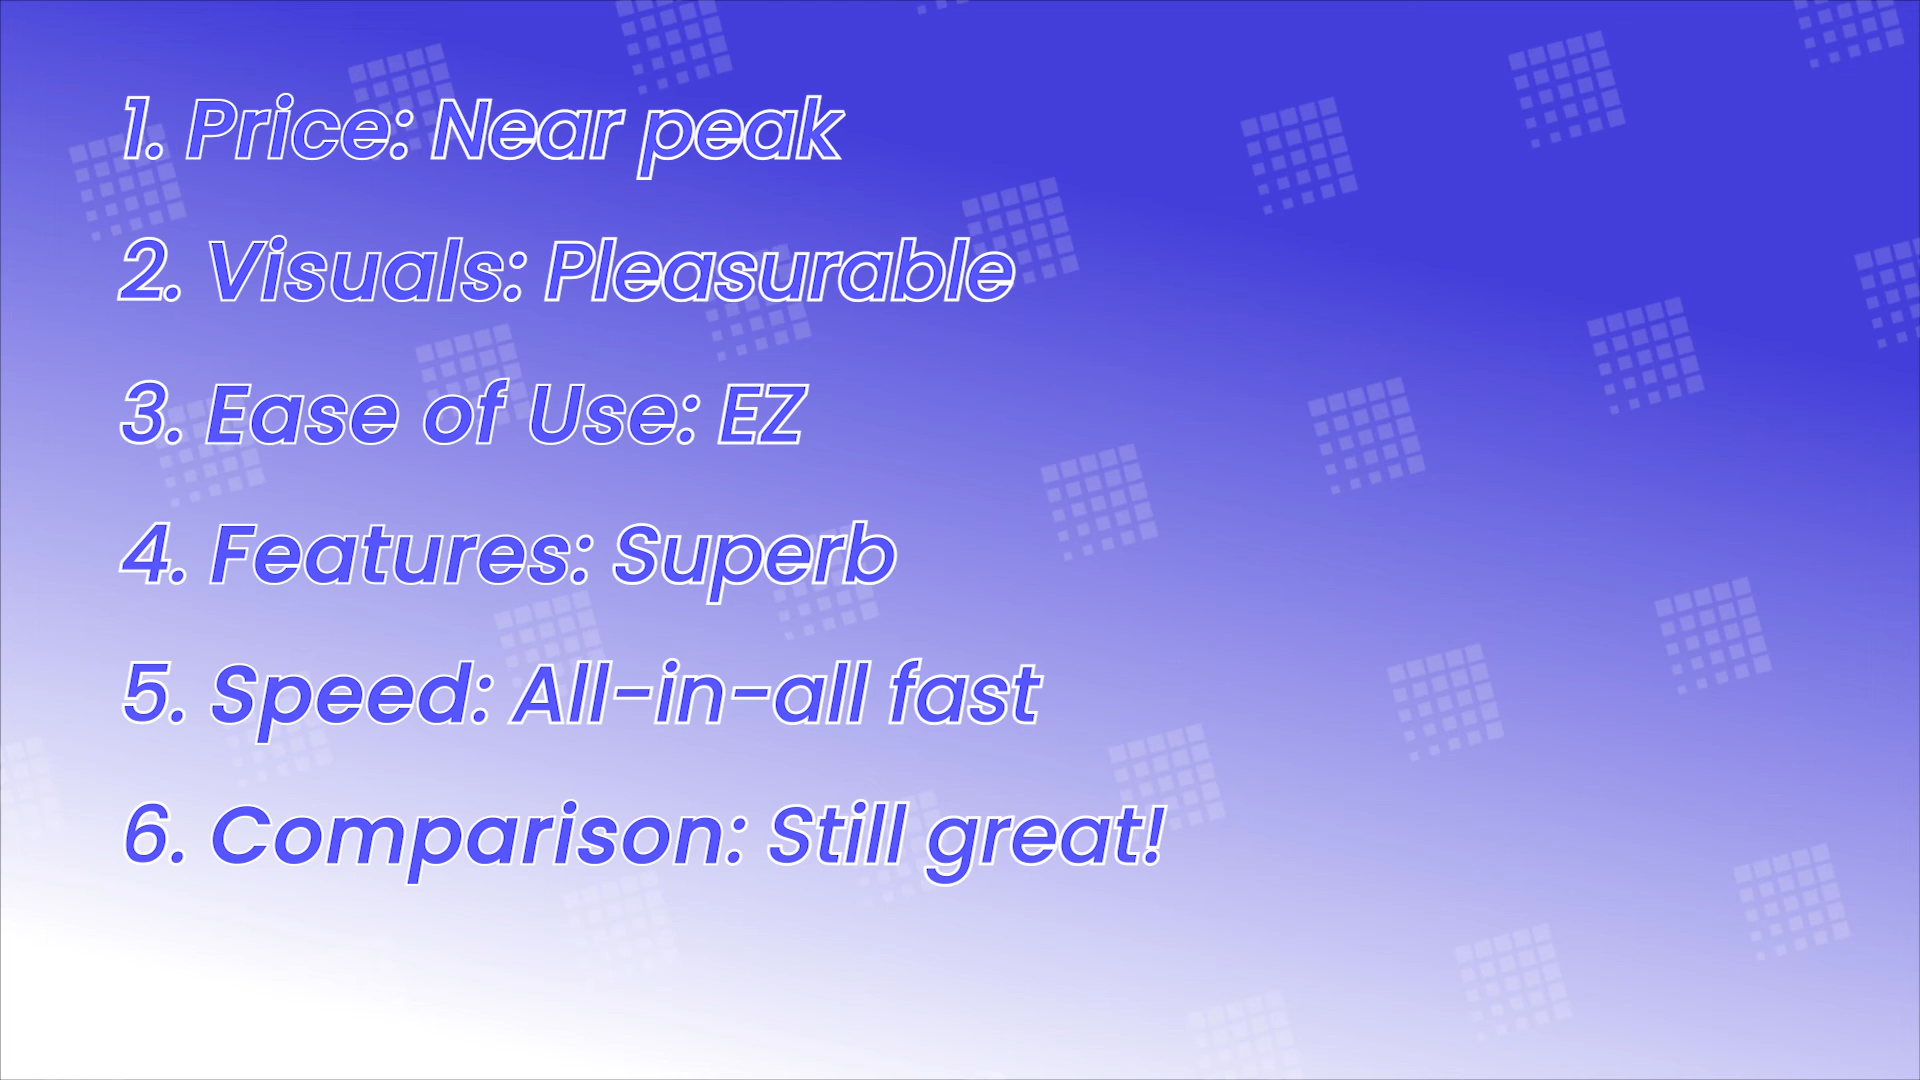 1. Price: Near peak
2. Visuals: Pleasurable
3. Ease of Use: EZ
4. Features: Superb
5. Speed: All-in-all fast
6. Comparison: Still great!